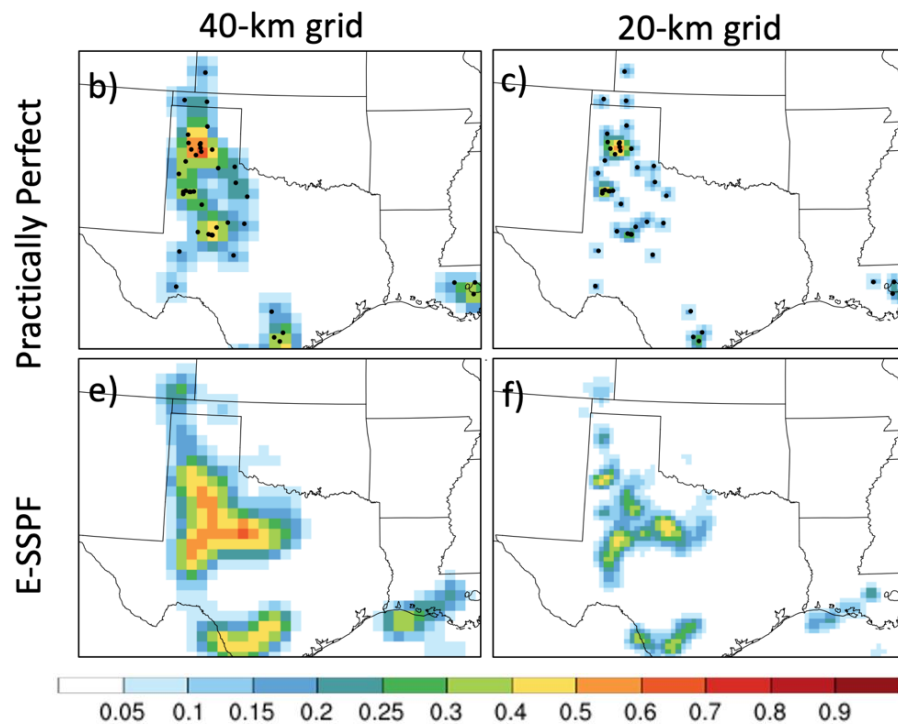 40-km grid
20-km grid
Practically Perfect
b)
c)
E-SSPF
e)
f)
0.05 0.1 0.15 0.2 0.25 0.3 0.4 0.5 0.6 0.7 0.8 0.9